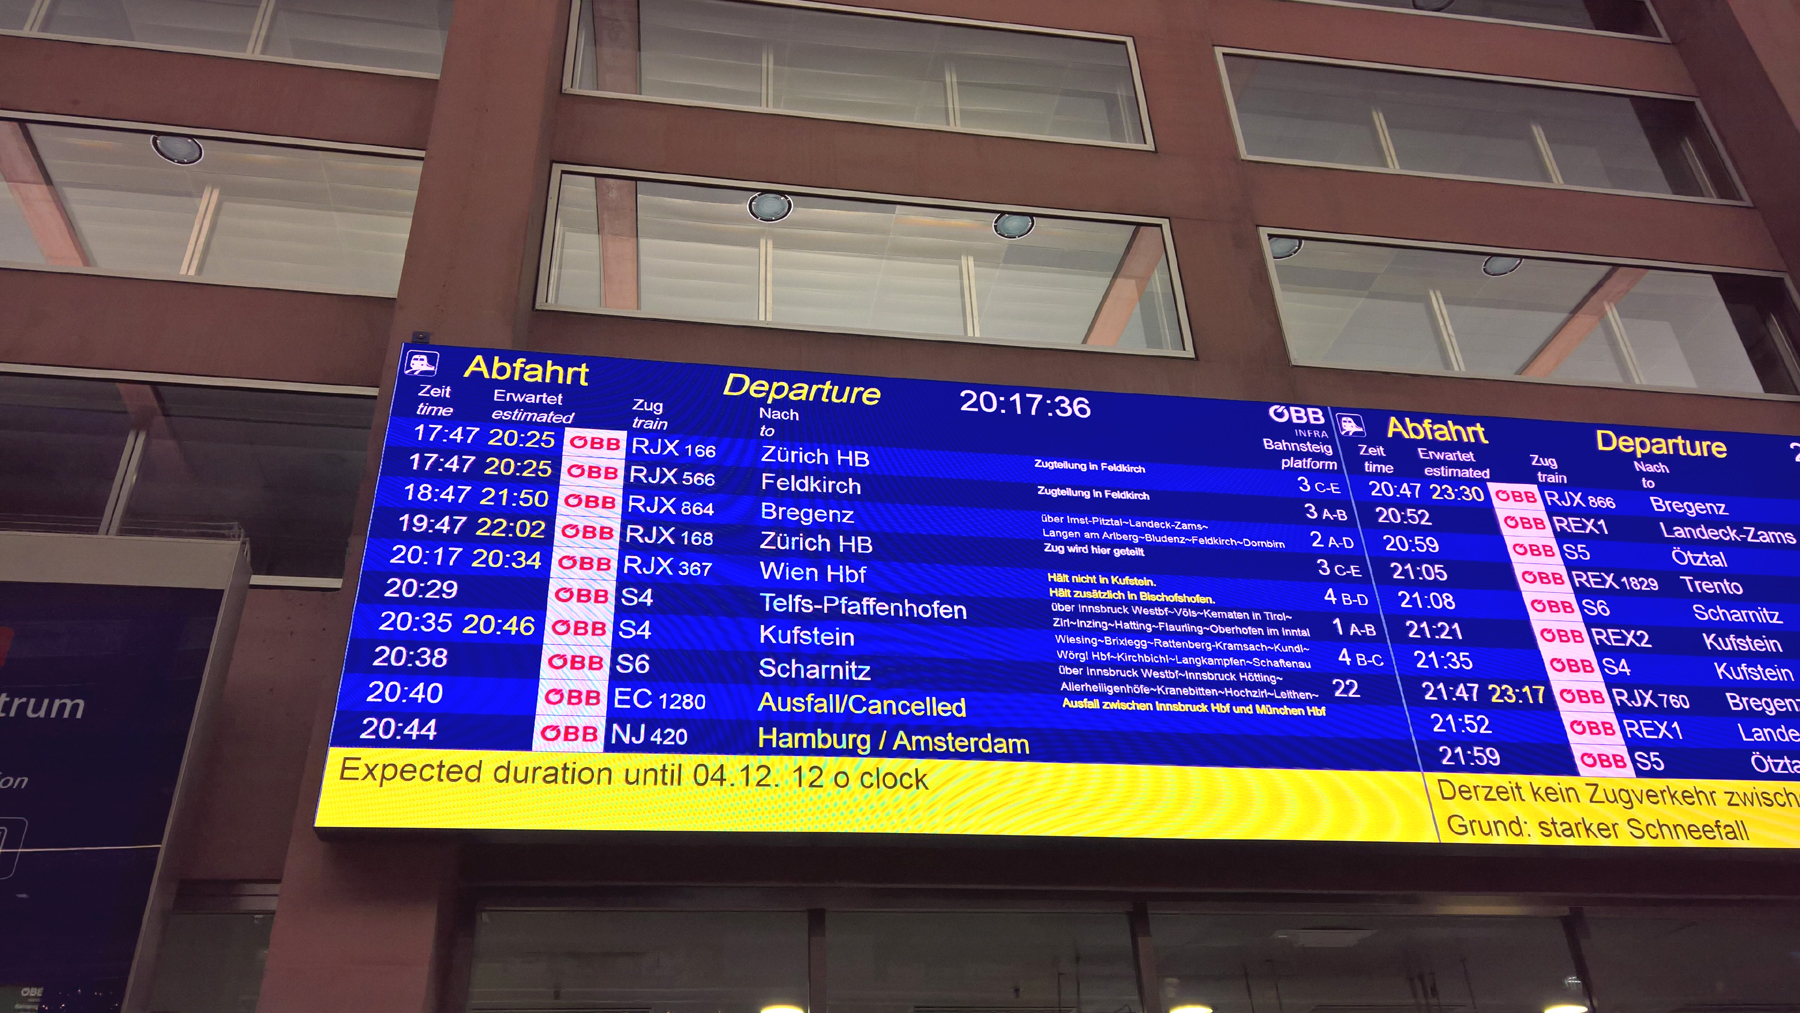 Abfahrt Departure 20:17:36 ÖBB
INFRA
Zeit Erwartet Zug Nach Bahnsteig
time estimated train to platform
17:47 20:25 ÖBB RJX 166 Zürich HB Zugteilung in Feldkirch 3 C-E
17:47 20:25 ÖBB RJX 566 Feldkirch Zugteilung in Feldkirch 3 A-B
18:47 21:50 ÖBB RJX 864 Bregenz über Imst-Pitztal~Landeck-Zams~ 2 A-D
Langen am Arlberg~Bludenz~Feldkirch~Dornbirn
19:47 22:02 ÖBB RJX 168 Zürich HB Zug wird hier geteilt 3 C-E
20:17 20:34 ÖBB RJX 367 Wien Hbf Hält nicht in Kufstein. 4 B-D
Hält zusätzlich in Bischofshofen.
20:29 ÖBB S4 Telfs-Pfaffenhofen über Innsbruck Westbf~Völs~Kematen in Tirol~ 1 A-B
Zirl~Inzing~Hatting~Flaurling~Oberhofen im Inntal
20:35 20:46 ÖBB S4 Kufstein Wiesing~Brixlegg~Rattenberg-Kramsach~Kundl~ 4 B-C
Wörgl Hbf~Kirchbichl~Langkampfen~Schaftenau
20:38 ÖBB S6 Scharnitz über Innsbruck Westbf~Innsbruck Hötting~ 22
Allerheiligenhöfe~Kranebitten~Hochzirl~Leithen~
20:40 ÖBB EC 1280 Ausfall/Cancelled Ausfall zwischen Innsbruck Hbf und München Hbf
20:44 ÖBB NJ 420 Hamburg / Amsterdam
Expected duration until 04.12. 12 o clock
Abfahrt Departure 2
Zeit Erwartet Zug Nach
time estimated train to
20:47 23:30 ÖBB RJX 866 Bregenz
20:52 ÖBB REX1 Landeck-Zams
20:59 ÖBB S5 Ötztal
21:05 ÖBB REX 1829 Trento
21:08 ÖBB S6 Scharnitz
21:21 ÖBB REX2 Kufstein
21:35 ÖBB S4 Kufstein
21:47 23:17 ÖBB RJX 760 Bregen
21:52 ÖBB REX1 Lande
21:59 ÖBB S5 Ötzta
Derzeit kein Zugverkehr zwisch
Grund: starker Schneefall
trum
on
ÖBB